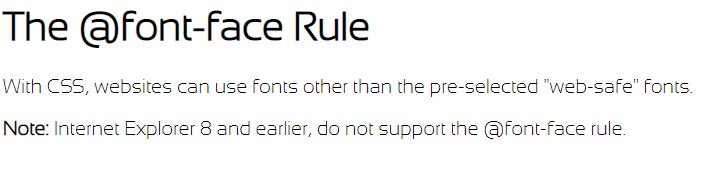 The @font-face Rule
With CSS, websites can use fonts other than the pre-selected "web-safe" fonts.
Note: Internet Explorer 8 and earlier, do not support the @font-face rule.